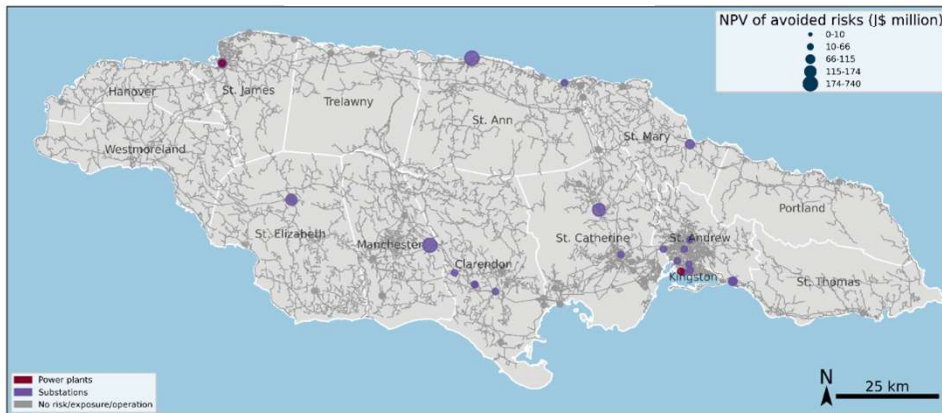 NPV of avoided risks (J$ million)
0-10
10-66
66-115
115-174
174-740
Hanover
St. James
Trelawny
St. Ann
St. Mary
Westmoreland
Portland
St. Elizabeth
Manchester
St. Catherine
St. Andrew
Clarendon
Kingston
St. Thomas
Power plants
Substations
No risk/exposure/operation
N
25 km